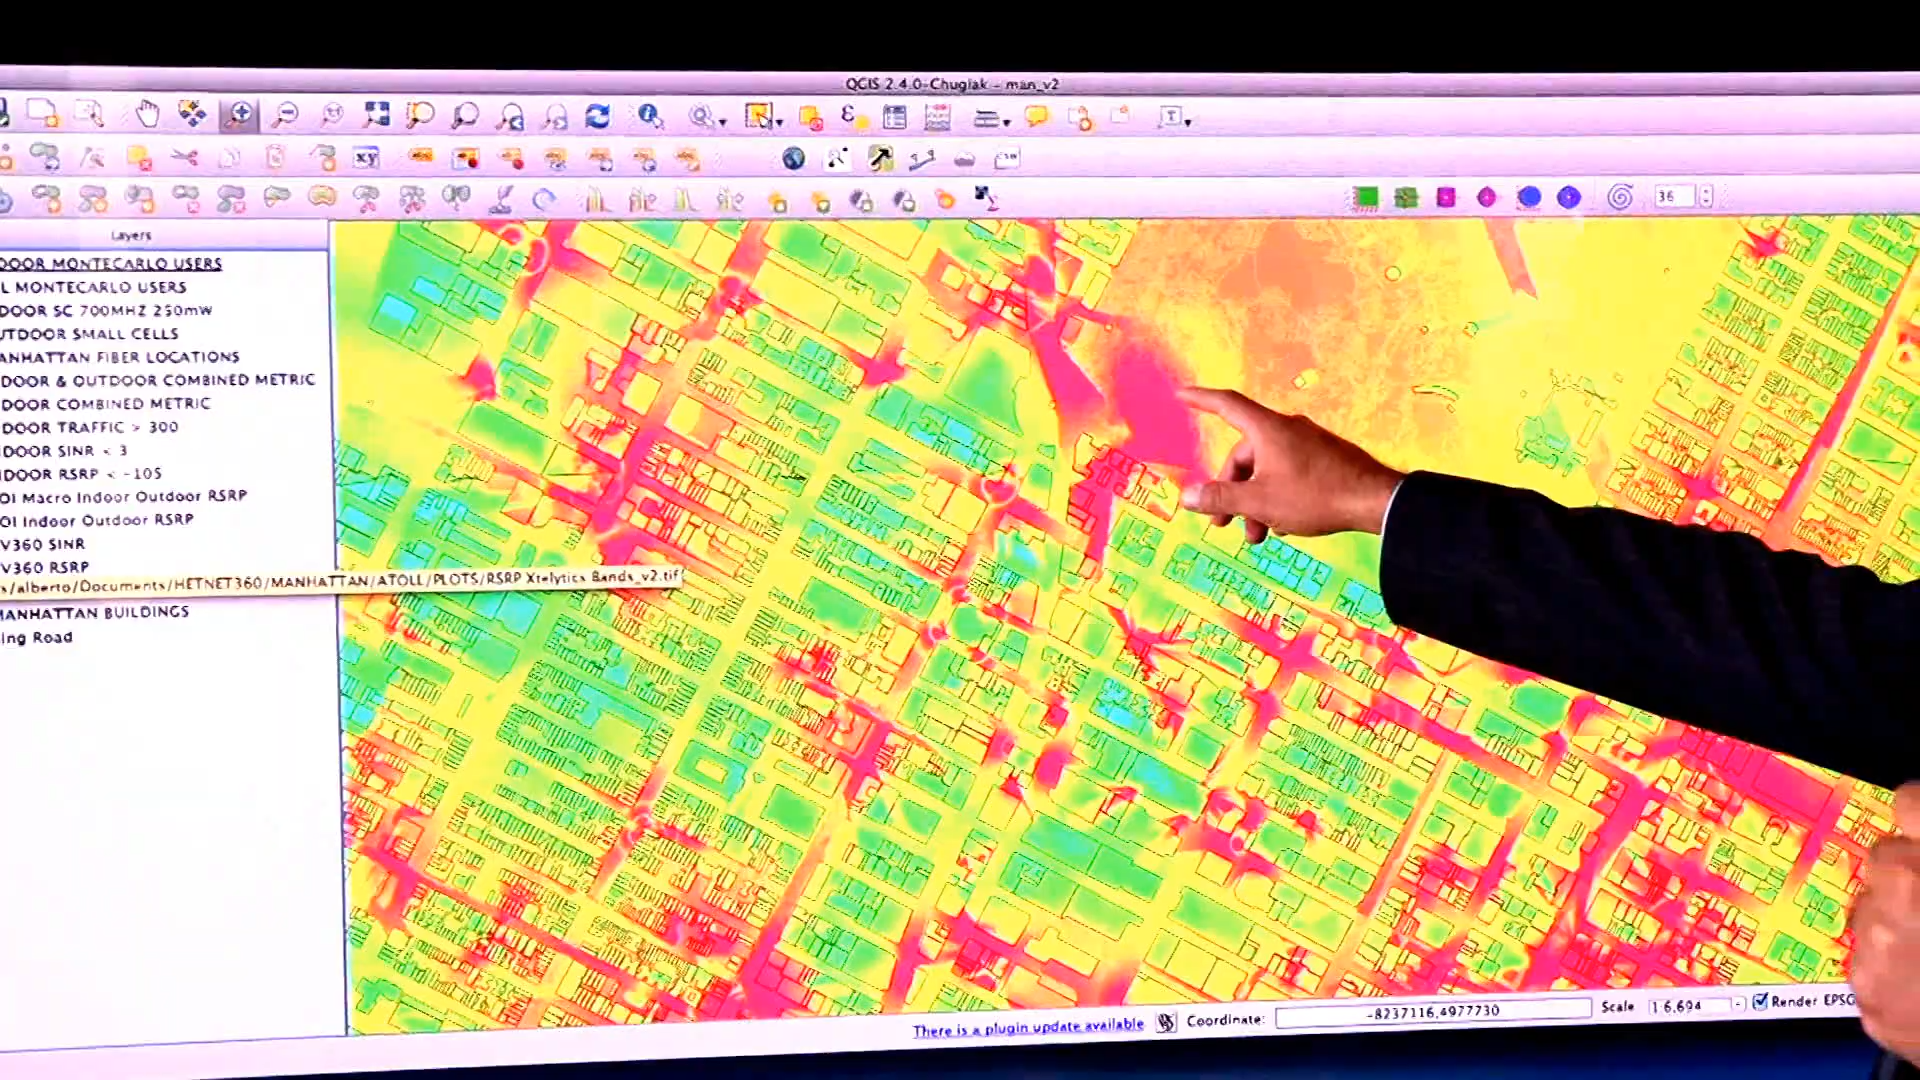 QGIS 2.4.0-Chugiak - man_v2
36
Layers
DOOR MONTECARLO USERS
L MONTECARLO USERS
DOOR SC 700MHZ 250mW
UTDOOR SMALL CELLS
ANHATTAN FIBER LOCATIONS
DOOR & OUTDOOR COMBINED METRIC
DOOR COMBINED METRIC
DOOR TRAFFIC > 300
DOOR SINR < 3
DOOR RSRP < -105
OI Macro Indoor Outdoor RSRP
OI Indoor Outdoor RSRP
V360 SINR
V360 RSRP
s/alberto/Documents/HETNET360/MANHATTAN/ATOLL/PLOTS/RSRP Xtelytics Bands_v2.tif
MANHATTAN BUILDINGS
ing Road
There is a plugin update available Coordinate: -8237116,4977730 Scale 1:6,694 Render EPSG